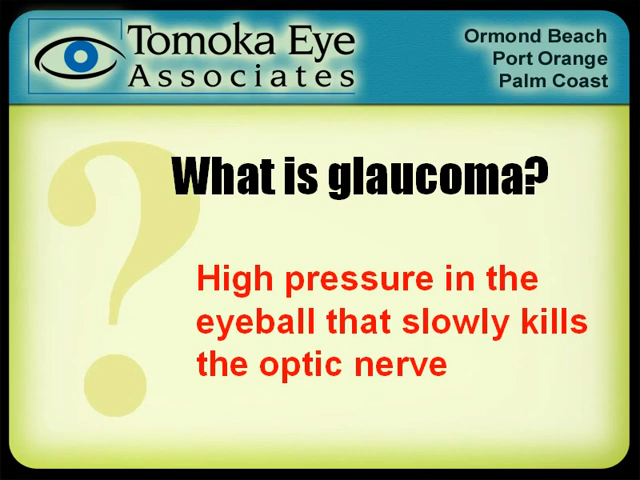 Tomoka Eye
Associates
Ormond Beach
Port Orange
Palm Coast
What is glaucoma?
High pressure in the
eyeball that slowly kills
the optic nerve